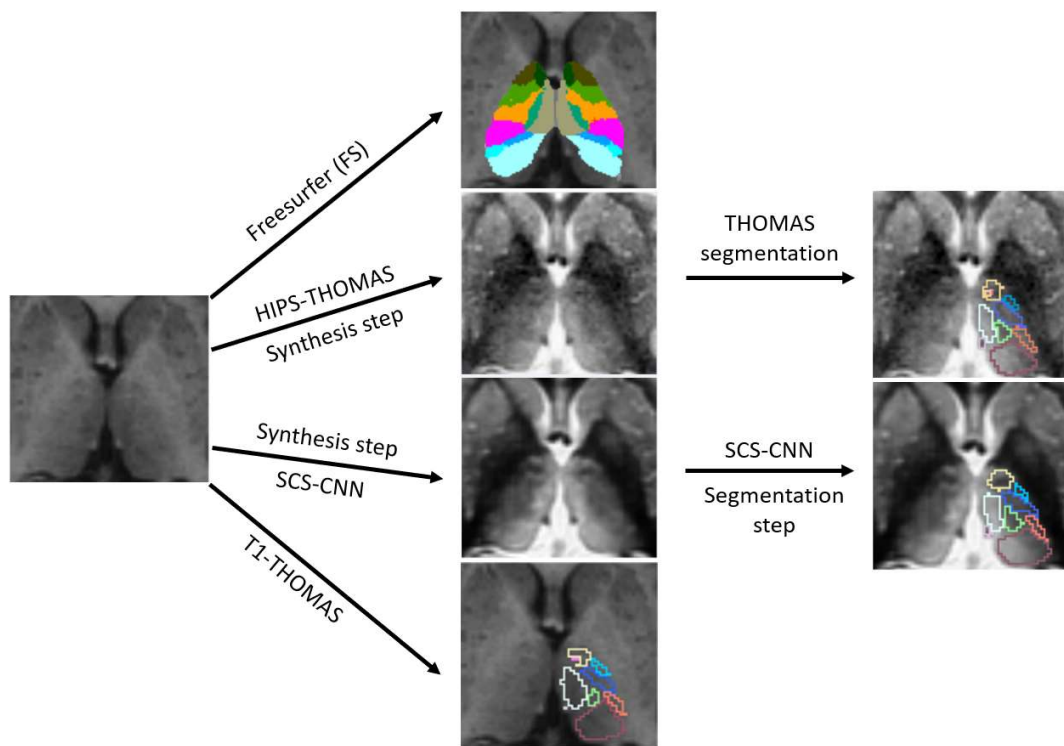 Freesurfer (FS)
HIPS-THOMAS
Synthesis step
THOMAS
segmentation
Synthesis step
SCS-CNN
SCS-CNN
Segmentation
step
T1-THOMAS